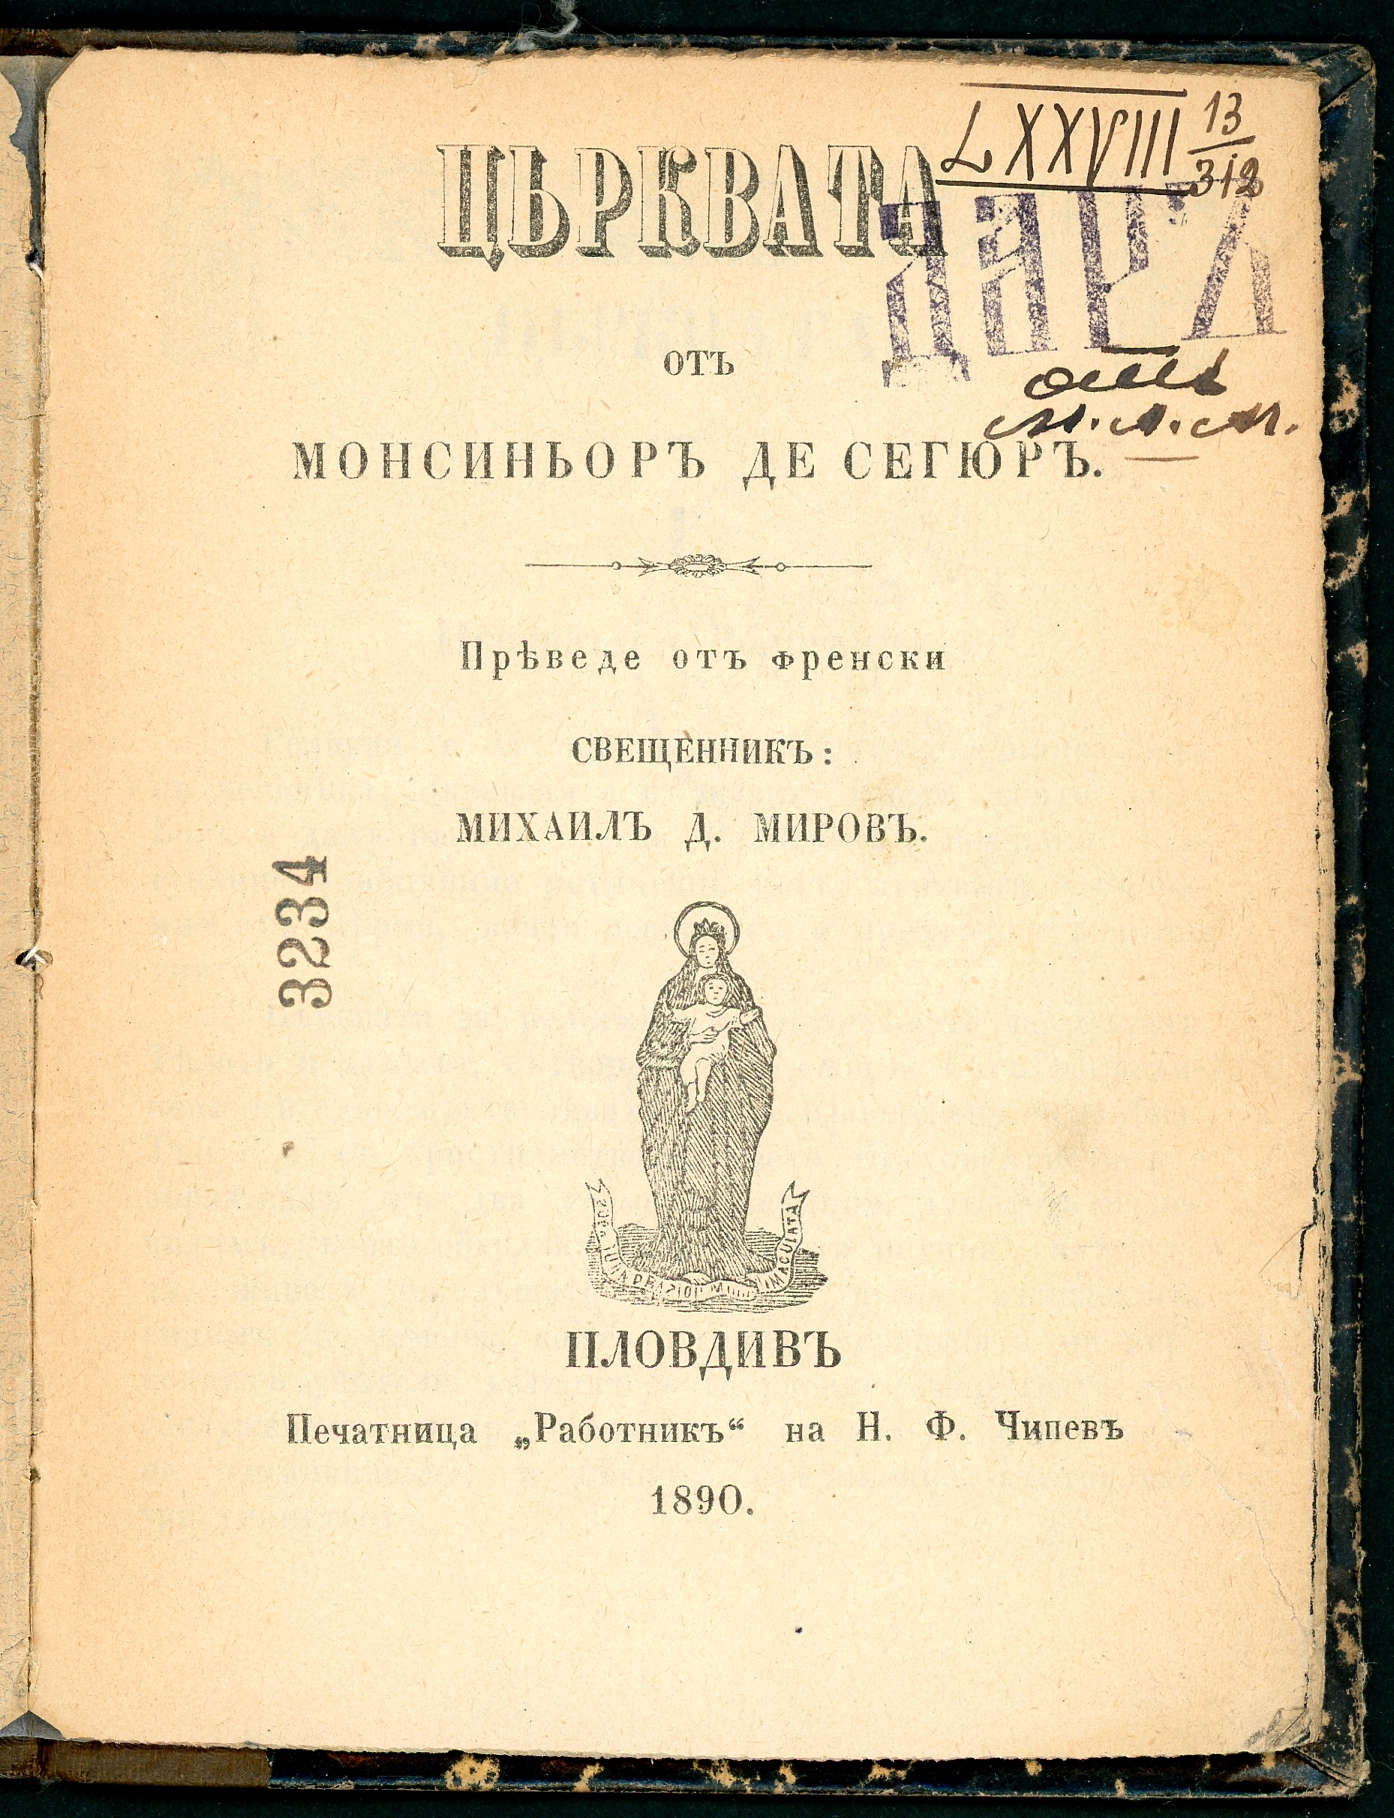 LXXVIII 13/312
ЦЪРКВАТА
ДАРЪ
отъ
М. Д. М.
отъ
МОНСИНЬОРЪ ДЕ СЕГЮРЪ.
Прѣведе отъ френски
СВЕЩЕННИКЪ:
МИХАИЛЪ Д. МИРОВЪ.
3234
ПЛОВДИВЪ
Печатница „Работникъ“ на Н. Ф. Чипевъ
1890.